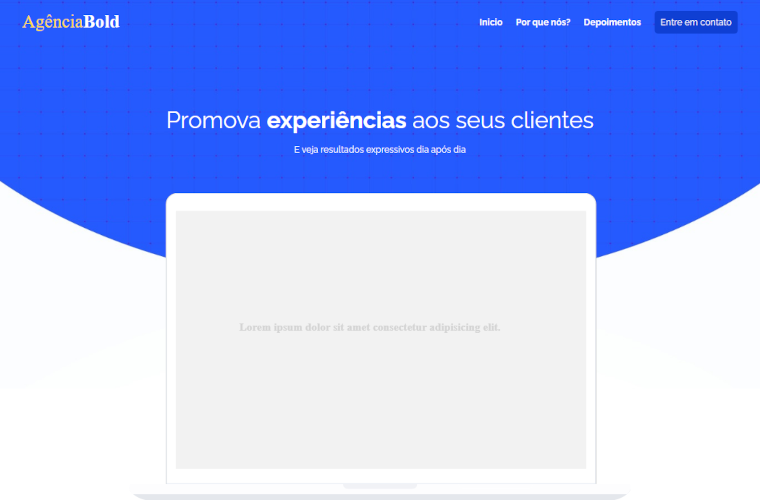 AgênciaBold
Inicio Por que nós? Depoimentos Entre em contato
Promova experiências aos seus clientes
E veja resultados expressivos dia após dia
Lorem ipsum dolor sit amet consectetur adipisicing elit.